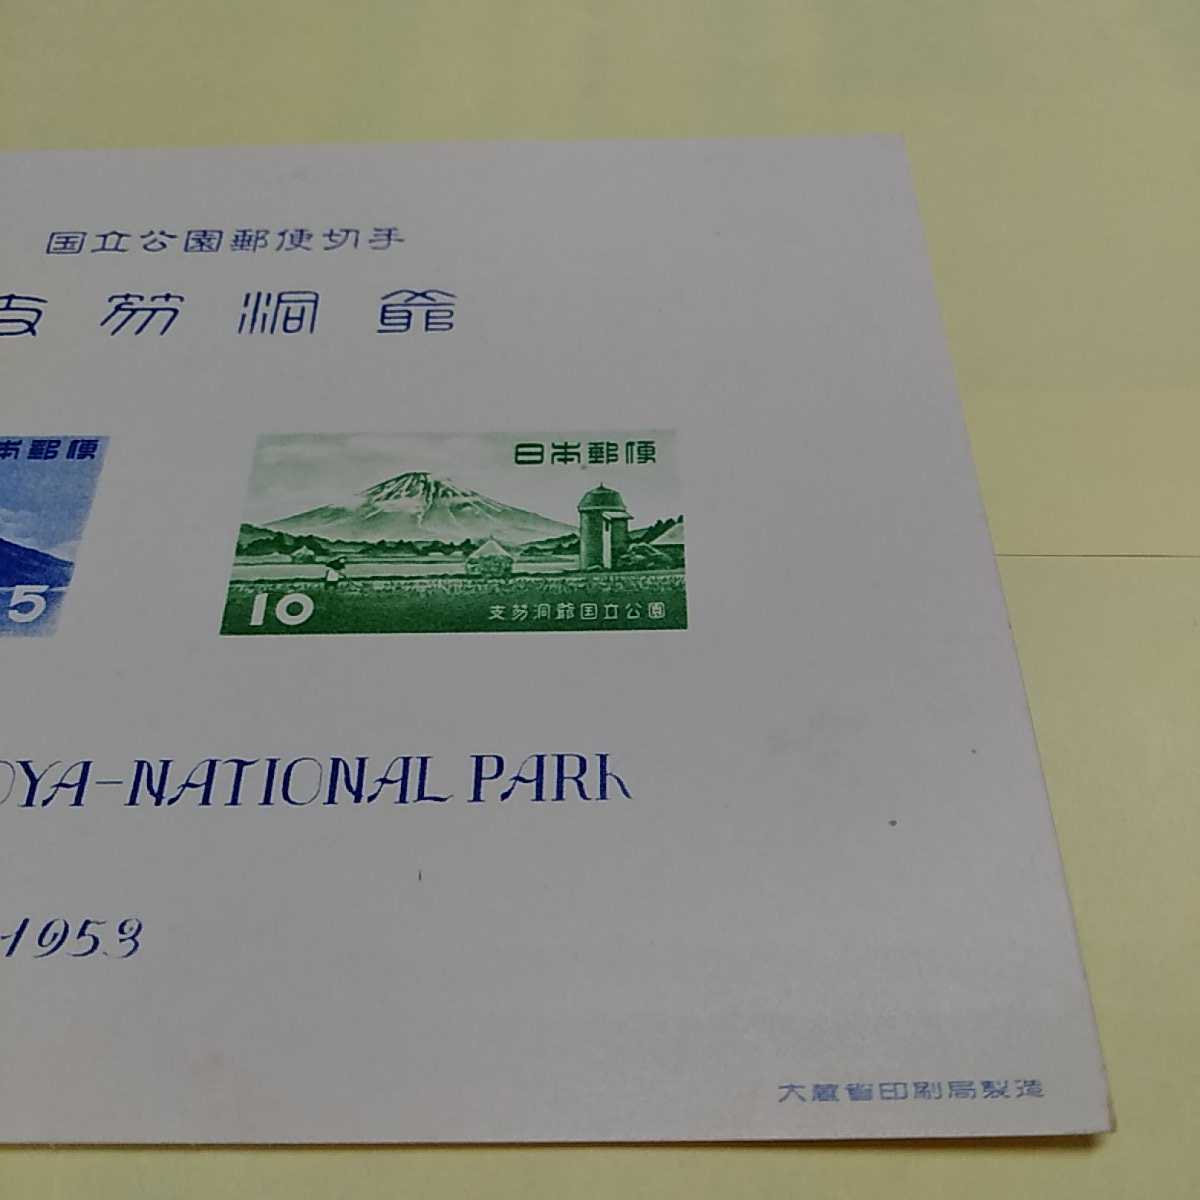 国立公園郵便切手
支笏洞爺
本郵便
5
日本郵便
10
支笏洞爺国立公園
OYA-NATIONAL PARK
1953
大蔵省印刷局製造